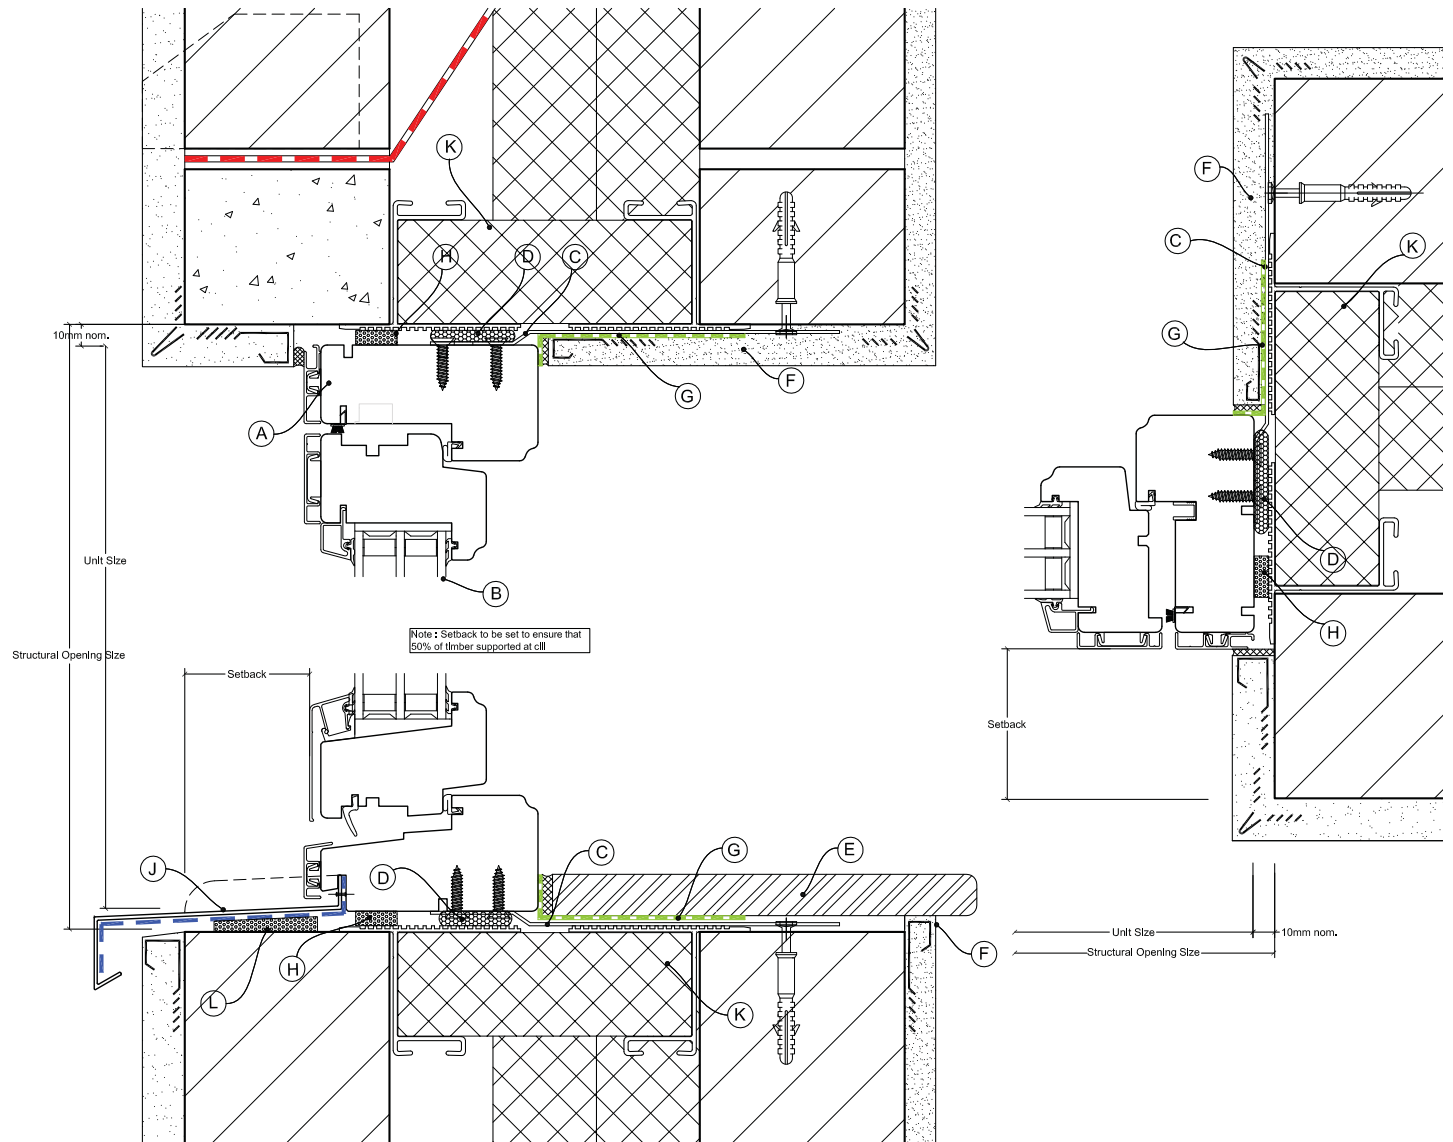 K
H
D
C
10mm nom.
G
F
A
Unit Size
B
Note : Setback to be set to ensure that
50% of timber supported at cill
Structural Opening Size
Setback
J
D
C
G
E
L
H
K
F
F
C
K
G
D
H
Setback
Unit Size
10mm nom.
Structural Opening Size